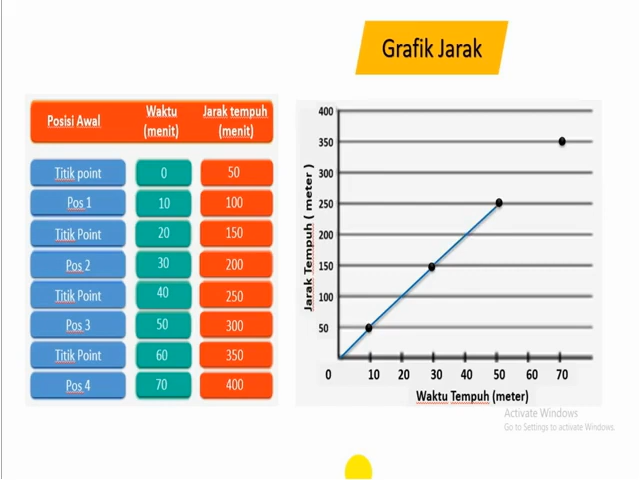 Grafik Jarak
Posisi Awal
Waktu
(menit)
Jarak tempuh
(menit)
Titik point 0 50
Pos 1 10 100
Titik Point 20 150
Pos 2 30 200
Titik Point 40 250
Pos 3 50 300
Titik Point 60 350
Pos 4 70 400
Jarak Tempuh ( meter )
400
350
300
250
200
150
100
50
0 10 20 30 40 50 60 70
Waktu Tempuh (meter)
Activate Windows
Go to Settings to activate Windows.